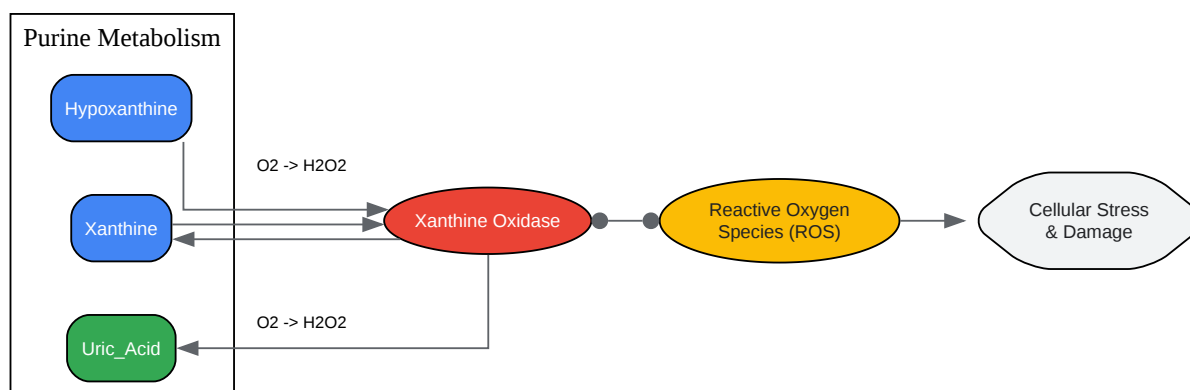 Purine Metabolism
Hypoxanthine
O2 -> H2O2
Xanthine
Xanthine Oxidase
Reactive Oxygen
Species (ROS)
Cellular Stress
& Damage
O2 -> H2O2
Uric_Acid